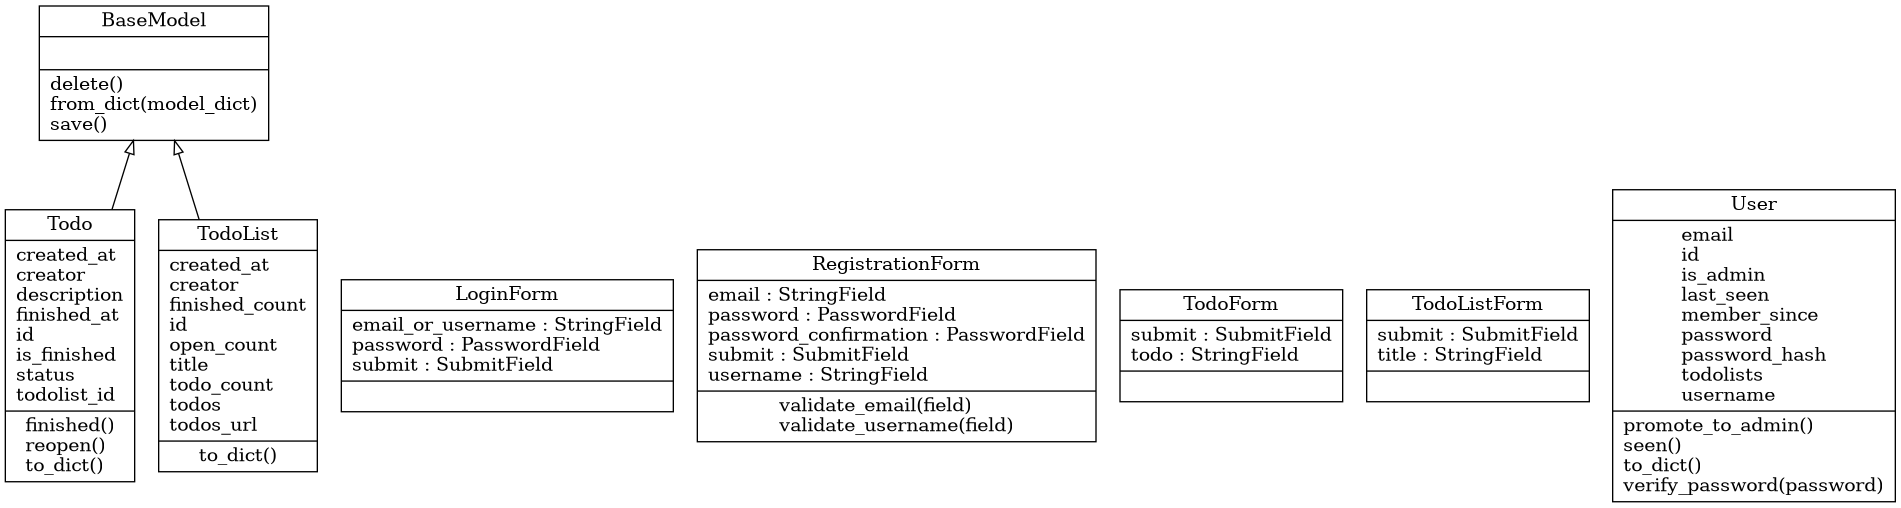 BaseModel
delete()
from_dict(model_dict)
save()
Todo
created_at
creator
description
finished_at
id
is_finished
status
todolist_id
finished()
reopen()
to_dict()
TodoList
created_at
creator
finished_count
id
open_count
title
todo_count
todos
todos_url
to_dict()
LoginForm
email_or_username : StringField
password : PasswordField
submit : SubmitField
RegistrationForm
email : StringField
password : PasswordField
password_confirmation : PasswordField
submit : SubmitField
username : StringField
validate_email(field)
validate_username(field)
TodoForm
submit : SubmitField
todo : StringField
TodoListForm
submit : SubmitField
title : StringField
User
email
id
is_admin
last_seen
member_since
password
password_hash
todolists
username
promote_to_admin()
seen()
to_dict()
verify_password(password)